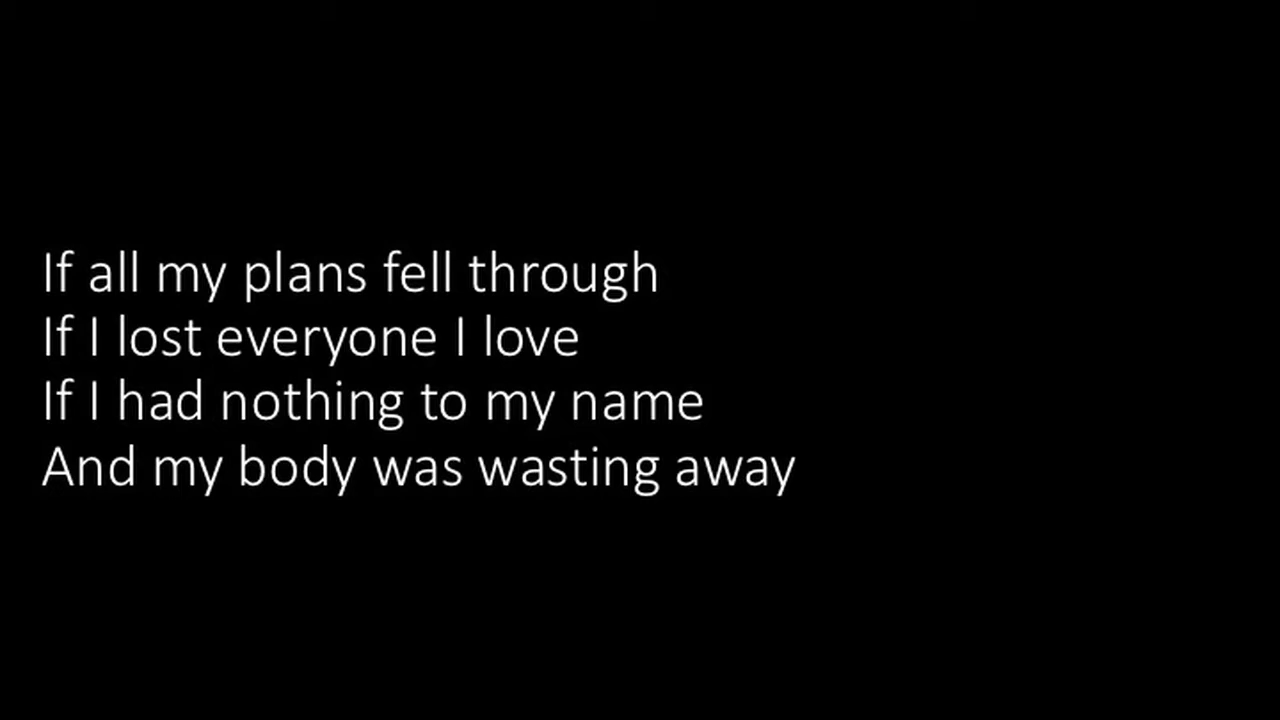 If all my plans fell through
If I lost everyone I love
If I had nothing to my name
And my body was wasting away